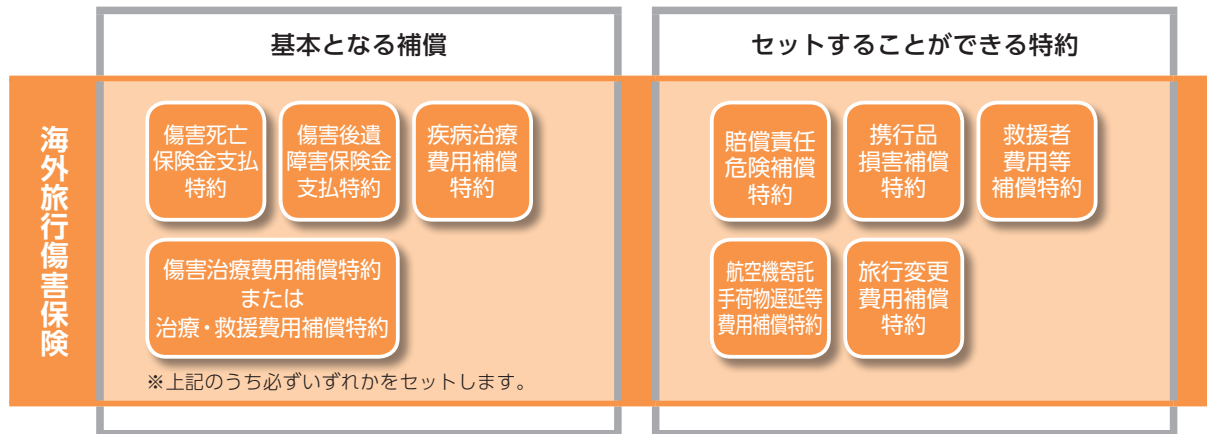 基本となる補償
セットすることができる特約
海外旅行傷害保険
傷害死亡
保険金支払
特約
傷害後遺
障害保険金
支払特約
疾病治療
費用補償
特約
傷害治療費用補償特約
または
治療・救援費用補償特約
※上記のうち必ずいずれかをセットします。
賠償責任
危険補償
特約
携行品
損害補償
特約
救援者
費用等
補償特約
航空機寄託
手荷物遅延等
費用補償特約
旅行変更
費用補償
特約